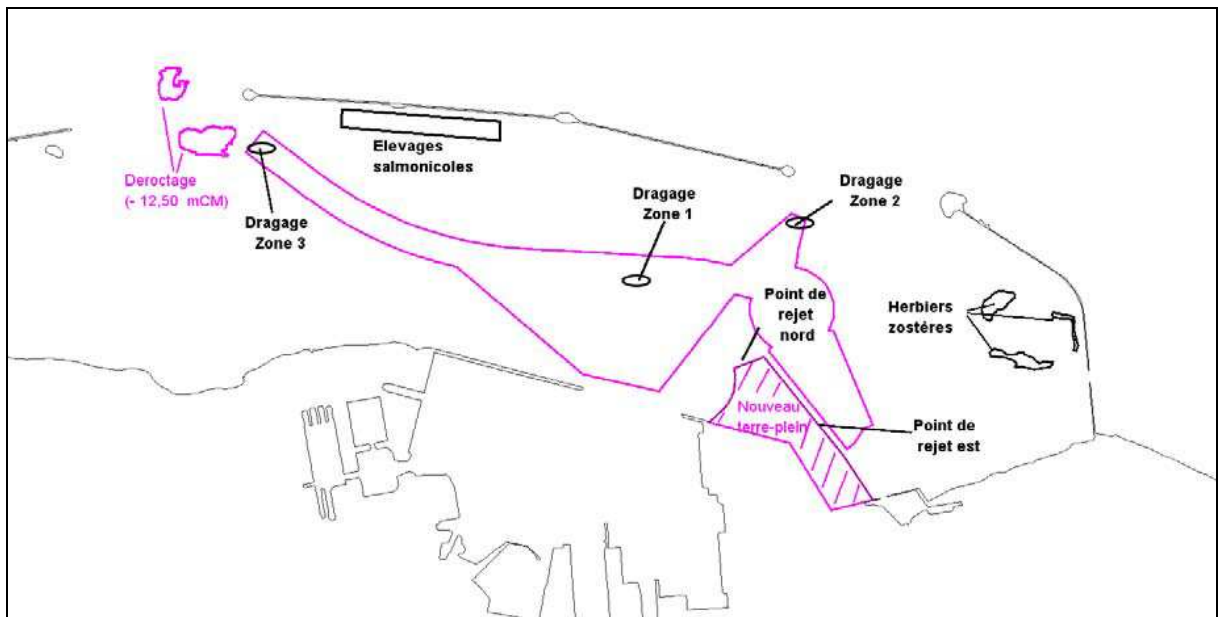 Elevages
salmonicoles
Deroctage
(- 12,50 mCM)
Dragage
Zone 3
Dragage
Zone 1
Dragage
Zone 2
Point de
rejet
nord
Herbiers
zostéres
Nouveau
terre-plein
Point de
rejet est